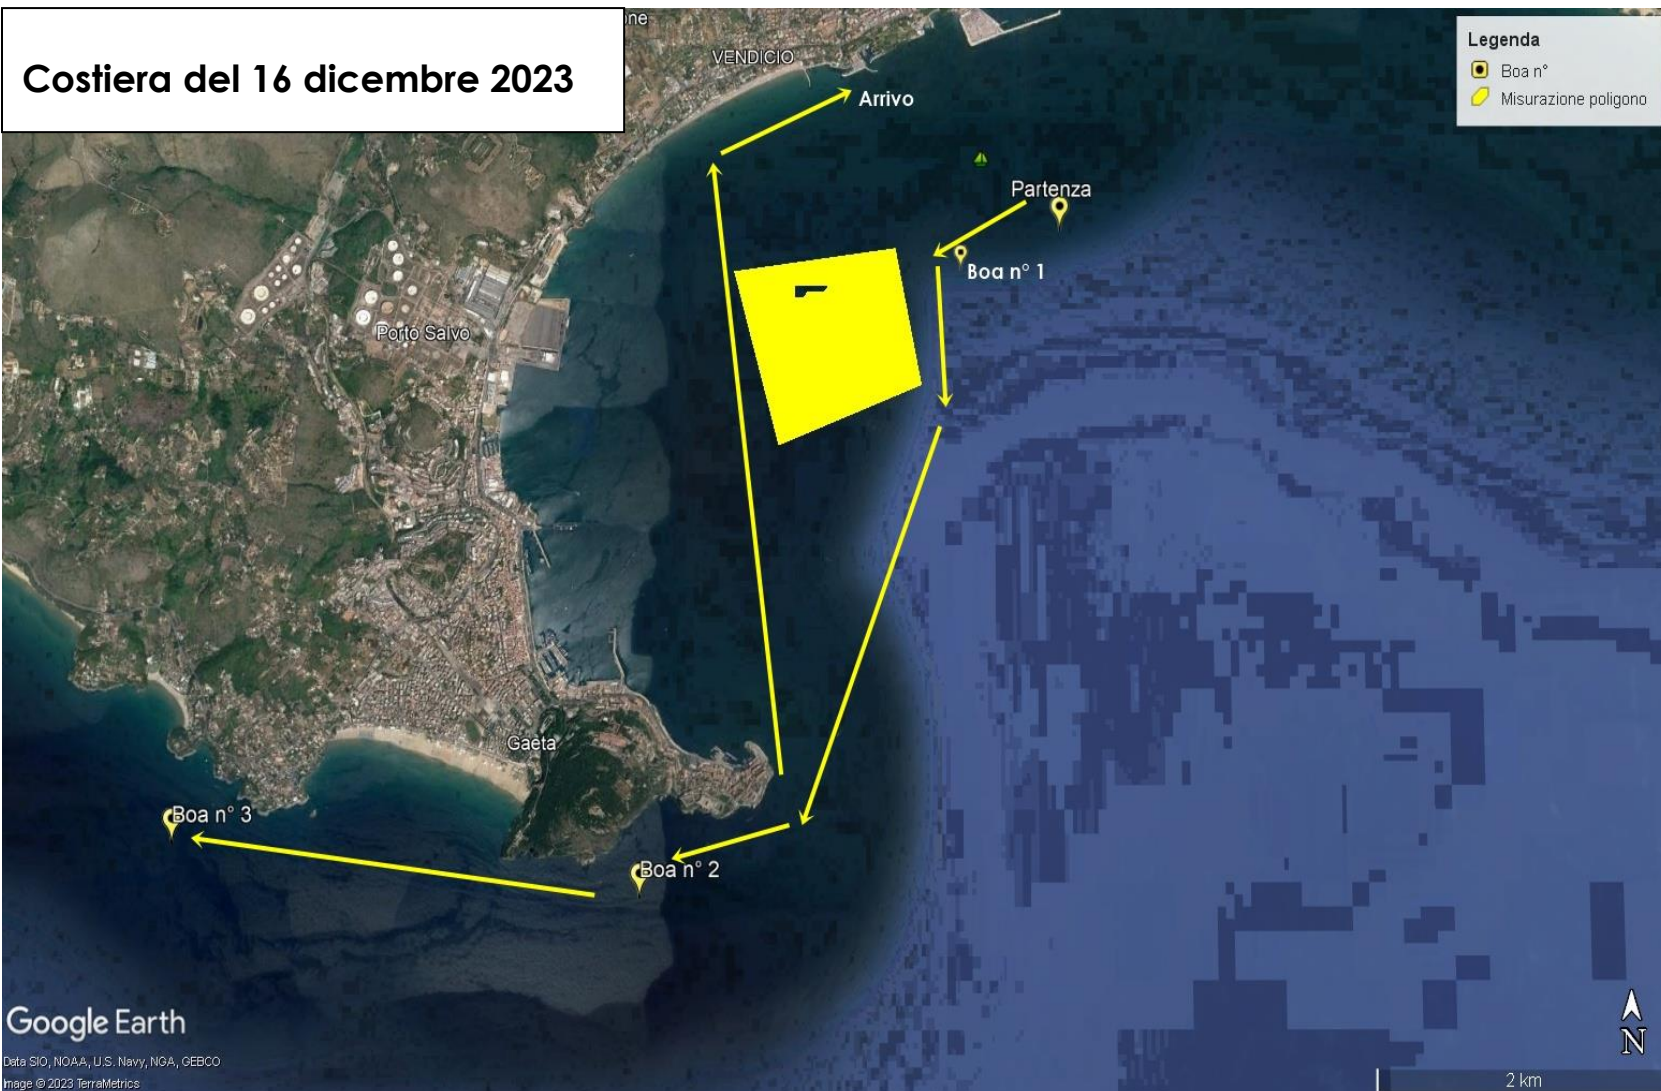 Costiera del 16 dicembre 2023
one
VENDICIO
Legenda
Boa n°
Misurazione poligono
Arrivo
Partenza
Boa n° 1
Porto Salvo
Gaeta
Boa n° 3
Boa n° 2
Google Earth
Data SIO, NOAA, U.S. Navy, NGA, GEBCO
Image © 2023 TerraMetrics
N
2 km